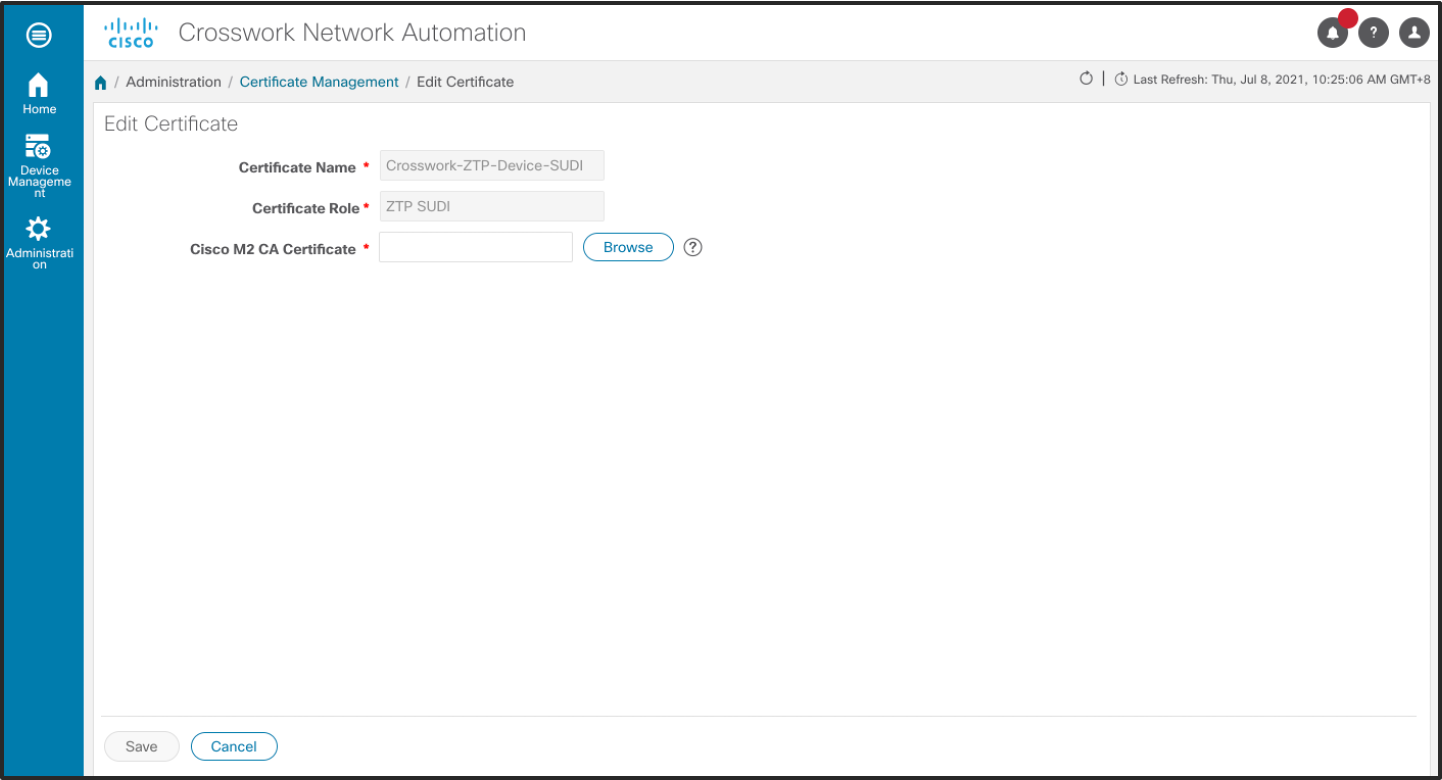 CISCO Crosswork Network Automation
?
Home
Device
Manageme
nt
Administrati
on
/ Administration / Certificate Management / Edit Certificate
| Last Refresh: Thu, Jul 8, 2021, 10:25:06 AM GMT+8
Edit Certificate
Certificate Name * Crosswork-ZTP-Device-SUDI
Certificate Role * ZTP SUDI
Cisco M2 CA Certificate * Browse ?
Save Cancel